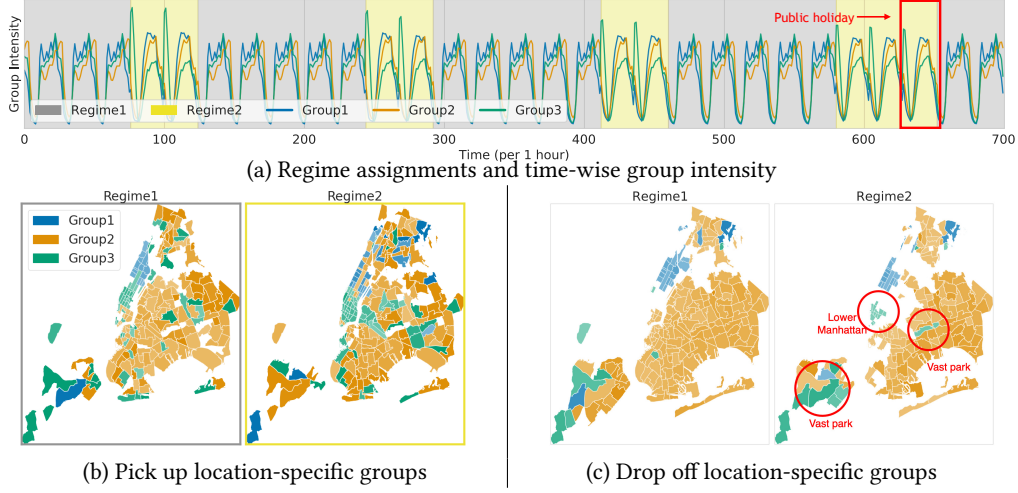 Public holiday
Group Intensity
Regime1 Regime2 Group1 Group2 Group3
0 100 200 300 400 500 600 700
Time (per 1 hour)
(a) Regime assignments and time-wise group intensity
Regime1
Regime2
Group1
Group2
Group3
(b) Pick up location-specific groups
Regime1
Regime2
Lower
Manhattan
Vast park
Vast park
(c) Drop off location-specific groups